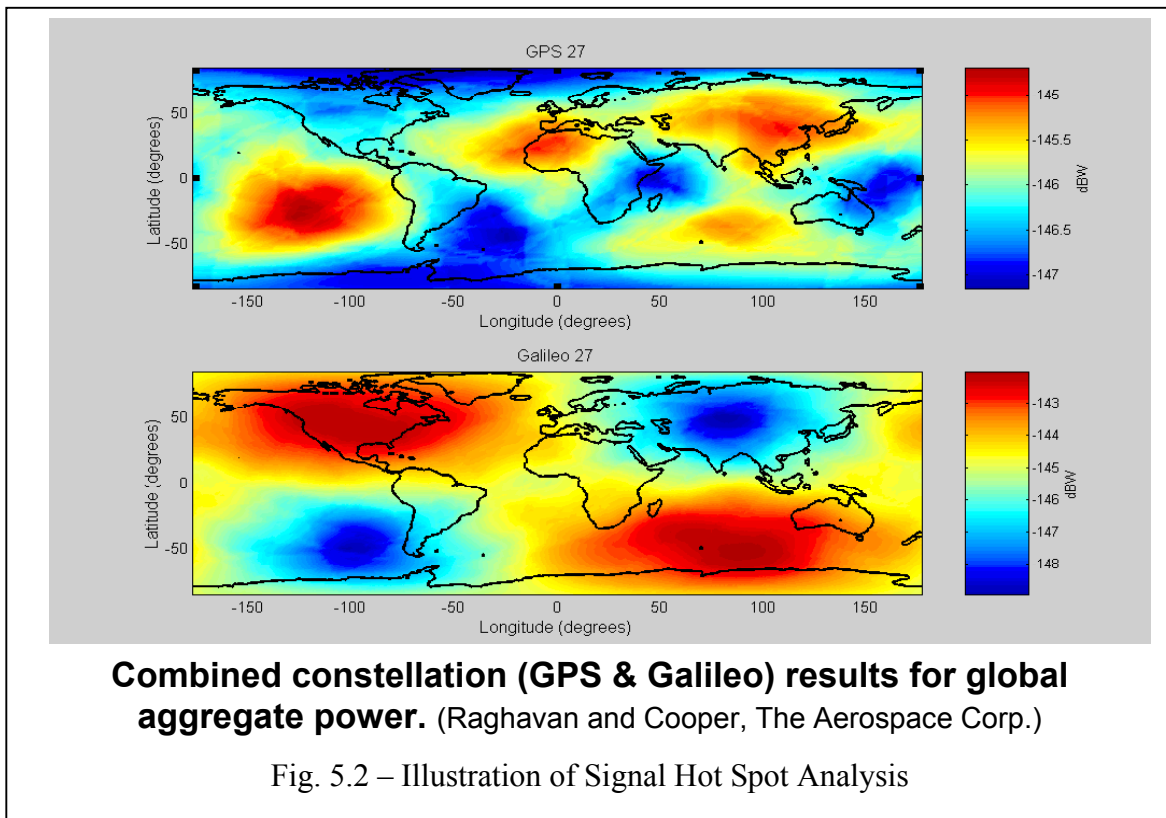 GPS 27
50
0
-50
Latitude (degrees)
-150 -100 -50 0 50 100 150
Longitude (degrees)
-145
-145.5
-146
-146.5
-147
dBW
Galileo 27
50
0
-50
Latitude (degrees)
-150 -100 -50 0 50 100 150
Longitude (degrees)
-143
-144
-145
-146
-147
-148
dBW
Combined constellation (GPS & Galileo) results for global
aggregate power. (Raghavan and Cooper, The Aerospace Corp.)
Fig. 5.2 – Illustration of Signal Hot Spot Analysis